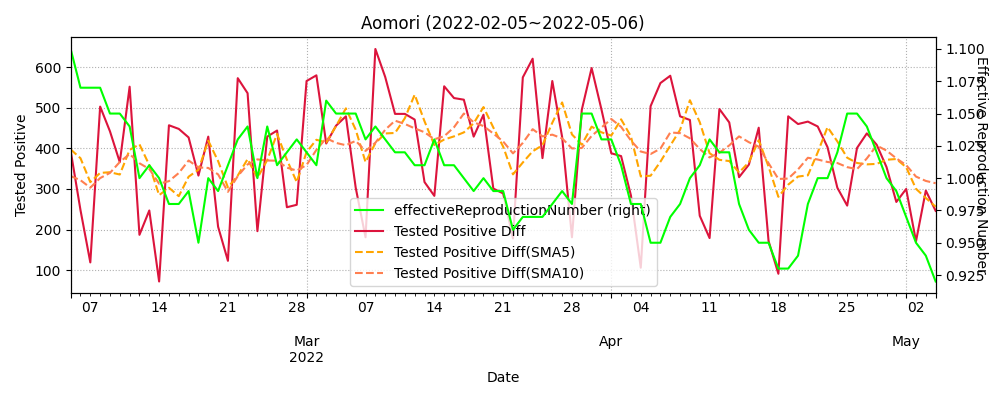 Aomori (2022-02-05~2022-05-06)
Tested Positive
600
500
400
300
200
100
1.100
1.075
1.050
1.025
1.000
0.975
0.950
0.925
Effective Reproduction Number
effectiveReproductionNumber (right)
Tested Positive Diff
Tested Positive Diff(SMA5)
Tested Positive Diff(SMA10)
07 14 21 28 07 14 21 28 04 11 18 25 02
Mar Apr May
2022
Date